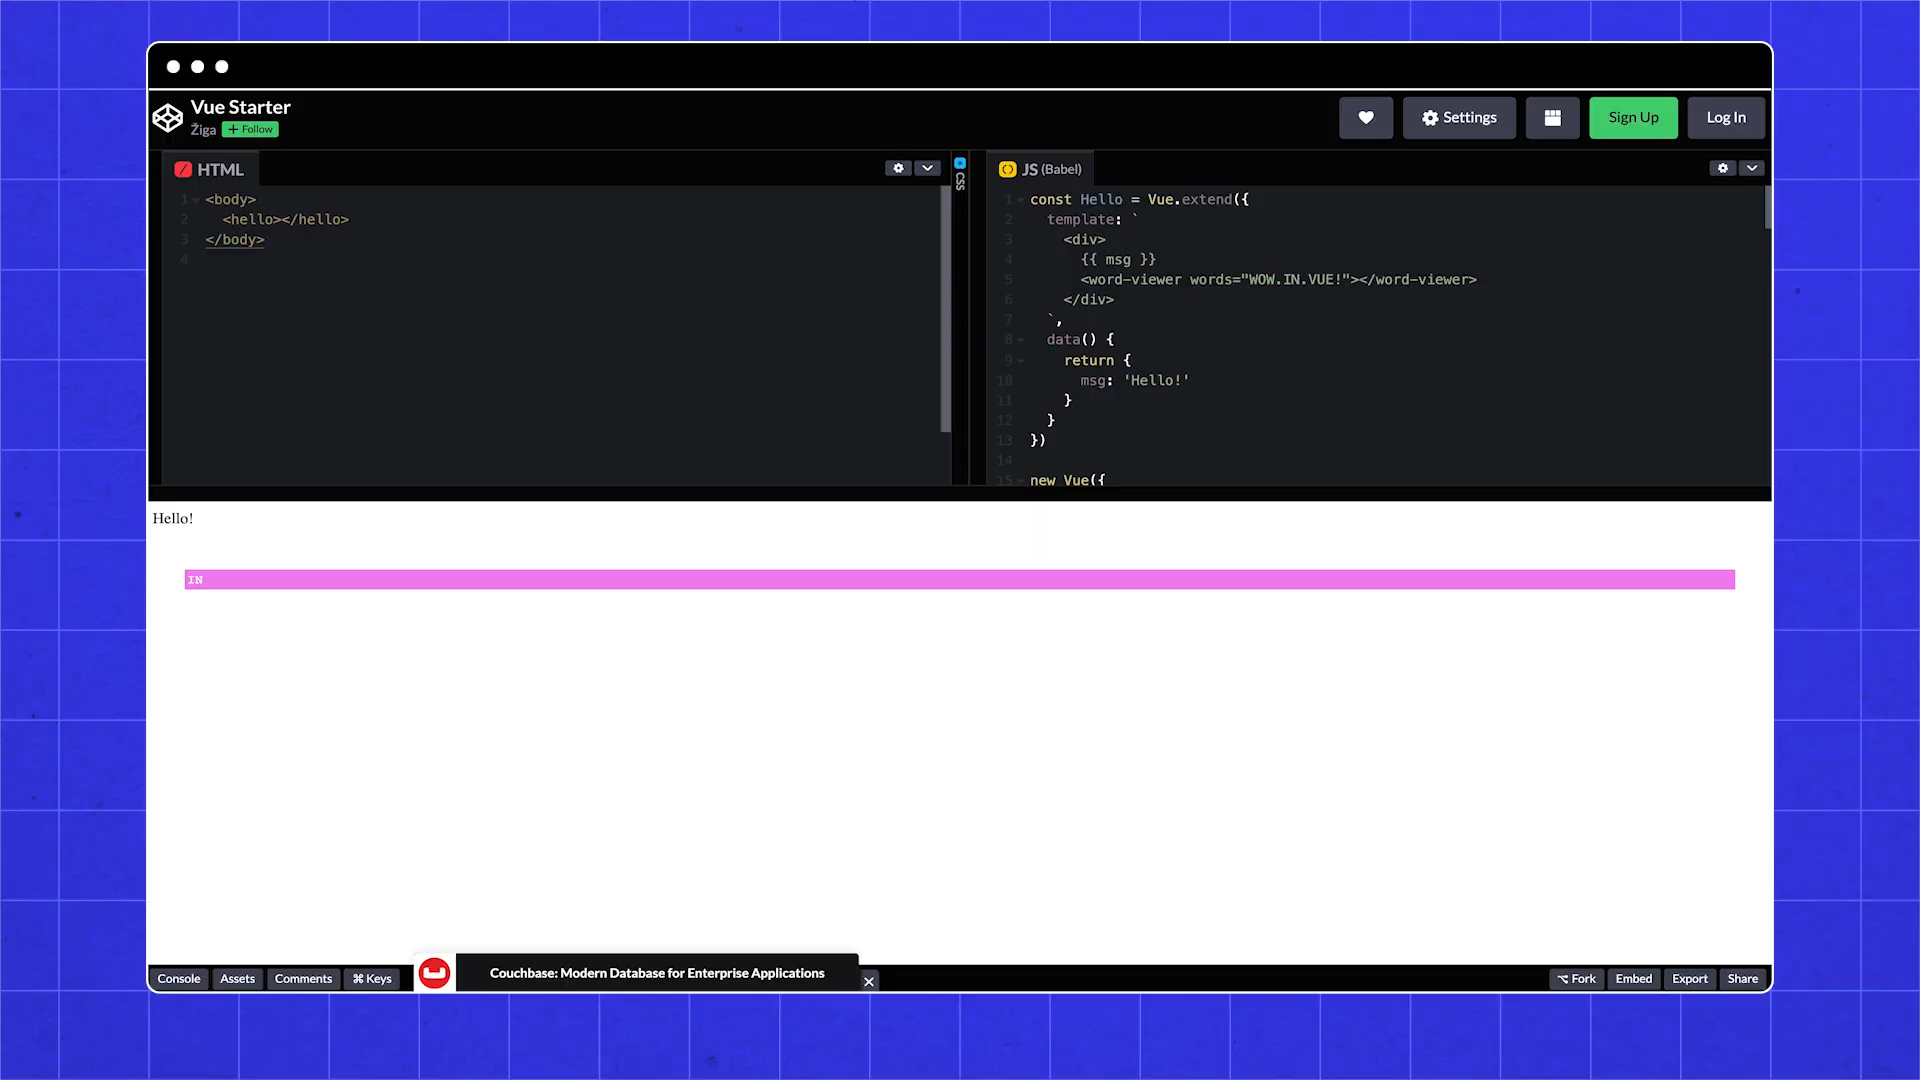 Vue Starter
Žiga
+ Follow
Settings
Sign Up
Log In
HTML
1 <body>
2 <hello></hello>
3 </body>
4
CSS
JS (Babel)
1 const Hello = Vue.extend({
2 template: `
3 <div>
4 {{ msg }}
5 <word-viewer words="WOW.IN.VUE!"></word-viewer>
6 </div>
7 `,
8 data() {
9 return {
10 msg: 'Hello!'
11 }
12 }
13 })
14
15 new Vue({
Hello!
IN
Console
Assets
Comments
⌘ Keys
Couchbase: Modern Database for Enterprise Applications
Fork
Embed
Export
Share